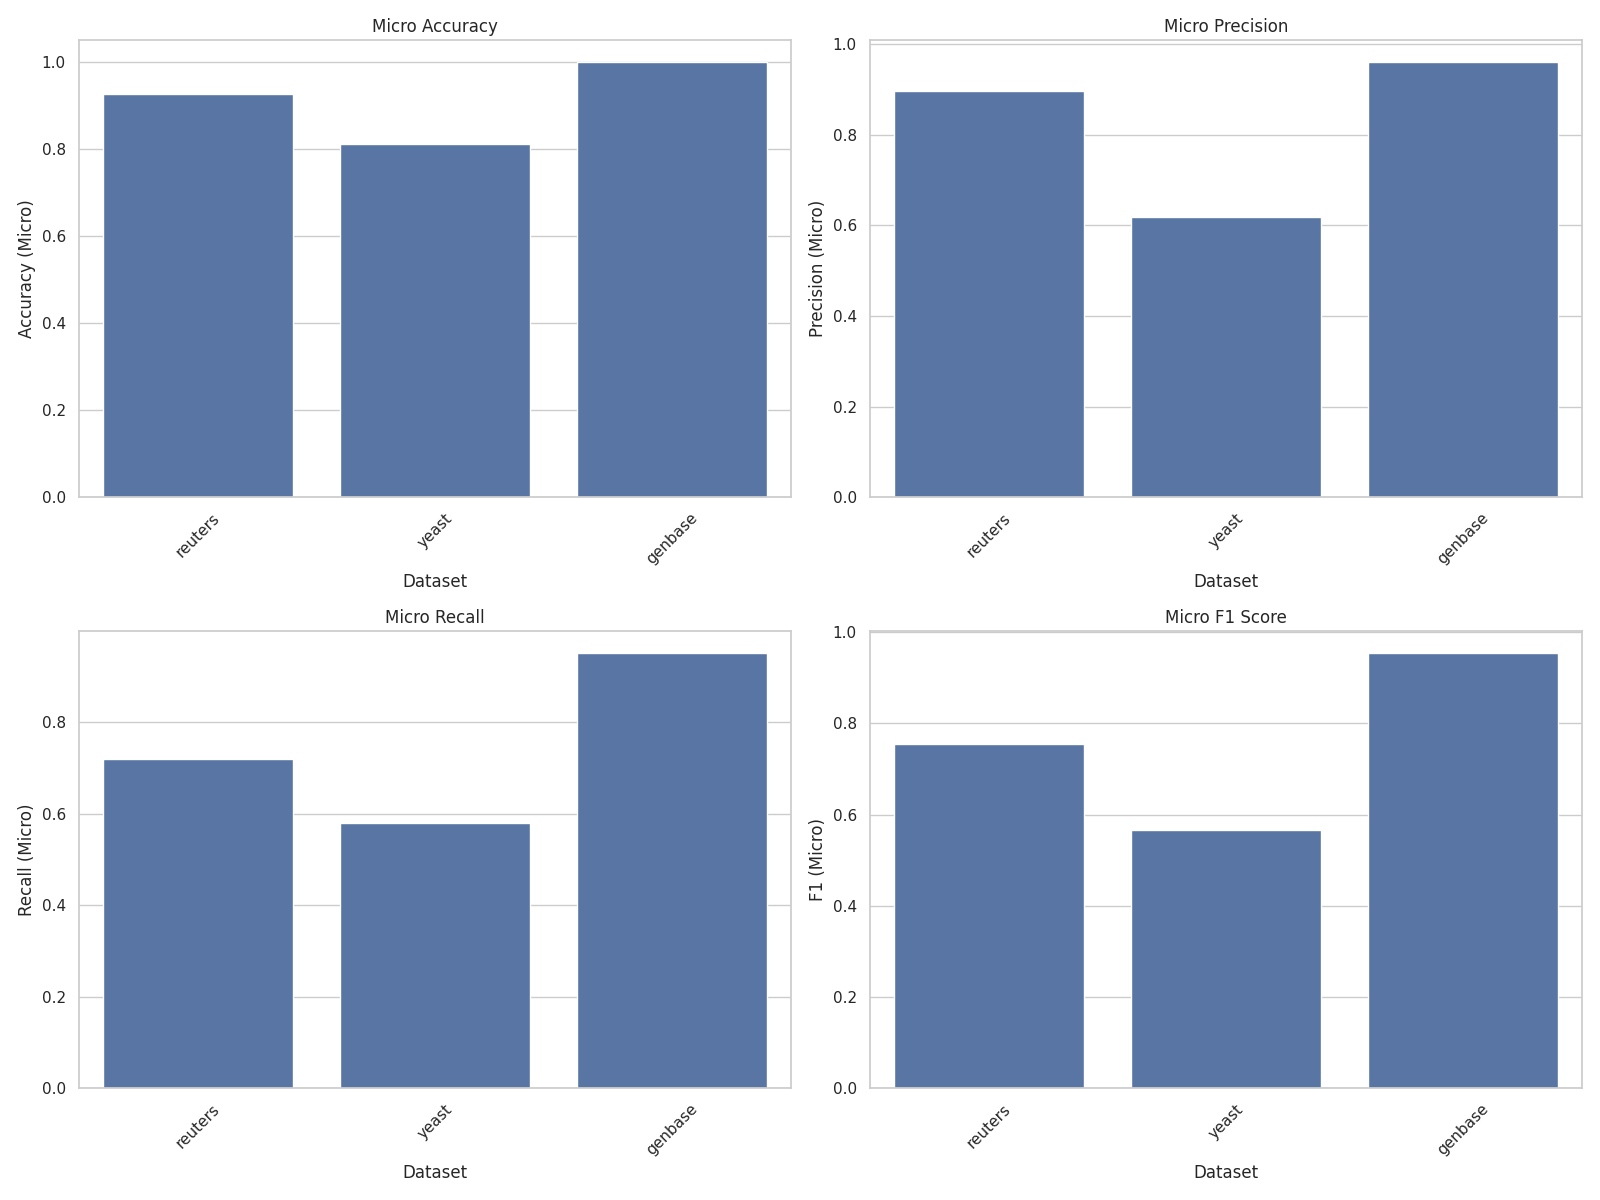 Micro Accuracy
Accuracy (Micro)
1.0
0.8
0.6
0.4
0.2
0.0
reuters
yeast
genbase
Dataset
Micro Precision
Precision (Micro)
1.0
0.8
0.6
0.4
0.2
0.0
reuters
yeast
genbase
Dataset
Micro Recall
Recall (Micro)
0.8
0.6
0.4
0.2
0.0
reuters
yeast
genbase
Dataset
Micro F1 Score
F1 (Micro)
1.0
0.8
0.6
0.4
0.2
0.0
reuters
yeast
genbase
Dataset